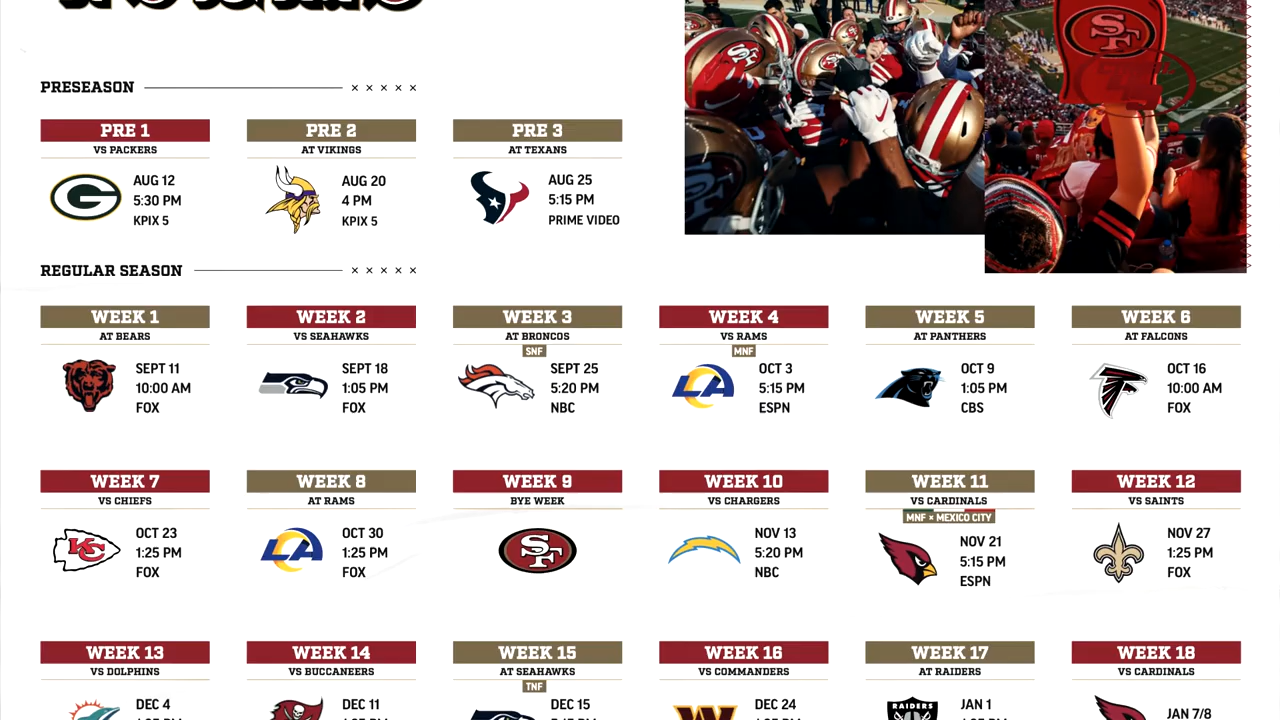 PRESEASON
PRE 1
VS PACKERS
AUG 12
5:30 PM
KPIX 5
PRE 2
AT VIKINGS
AUG 20
4 PM
KPIX 5
PRE 3
AT TEXANS
AUG 25
5:15 PM
PRIME VIDEO
REGULAR SEASON
WEEK 1
AT BEARS
SEPT 11
10:00 AM
FOX
WEEK 2
VS SEAHAWKS
SEPT 18
1:05 PM
FOX
WEEK 3
AT BRONCOS
SNF
SEPT 25
5:20 PM
NBC
WEEK 4
VS RAMS
MNF
LA
OCT 3
5:15 PM
ESPN
WEEK 5
AT PANTHERS
OCT 9
1:05 PM
CBS
WEEK 6
AT FALCONS
OCT 16
10:00 AM
FOX
WEEK 7
VS CHIEFS
KC
OCT 23
1:25 PM
FOX
WEEK 8
AT RAMS
LA
OCT 30
1:25 PM
FOX
WEEK 9
BYE WEEK
SF
WEEK 10
VS CHARGERS
NOV 13
5:20 PM
NBC
WEEK 11
VS CARDINALS
MNF × MEXICO CITY
NOV 21
5:15 PM
ESPN
WEEK 12
VS SAINTS
NOV 27
1:25 PM
FOX
WEEK 13
VS DOLPHINS
DEC 4
WEEK 14
VS BUCCANEERS
DEC 11
WEEK 15
AT SEAHAWKS
TNF
DEC 15
WEEK 16
VS COMMANDERS
DEC 24
WEEK 17
AT RAIDERS
RAIDERS
JAN 1
WEEK 18
VS CARDINALS
JAN 7/8